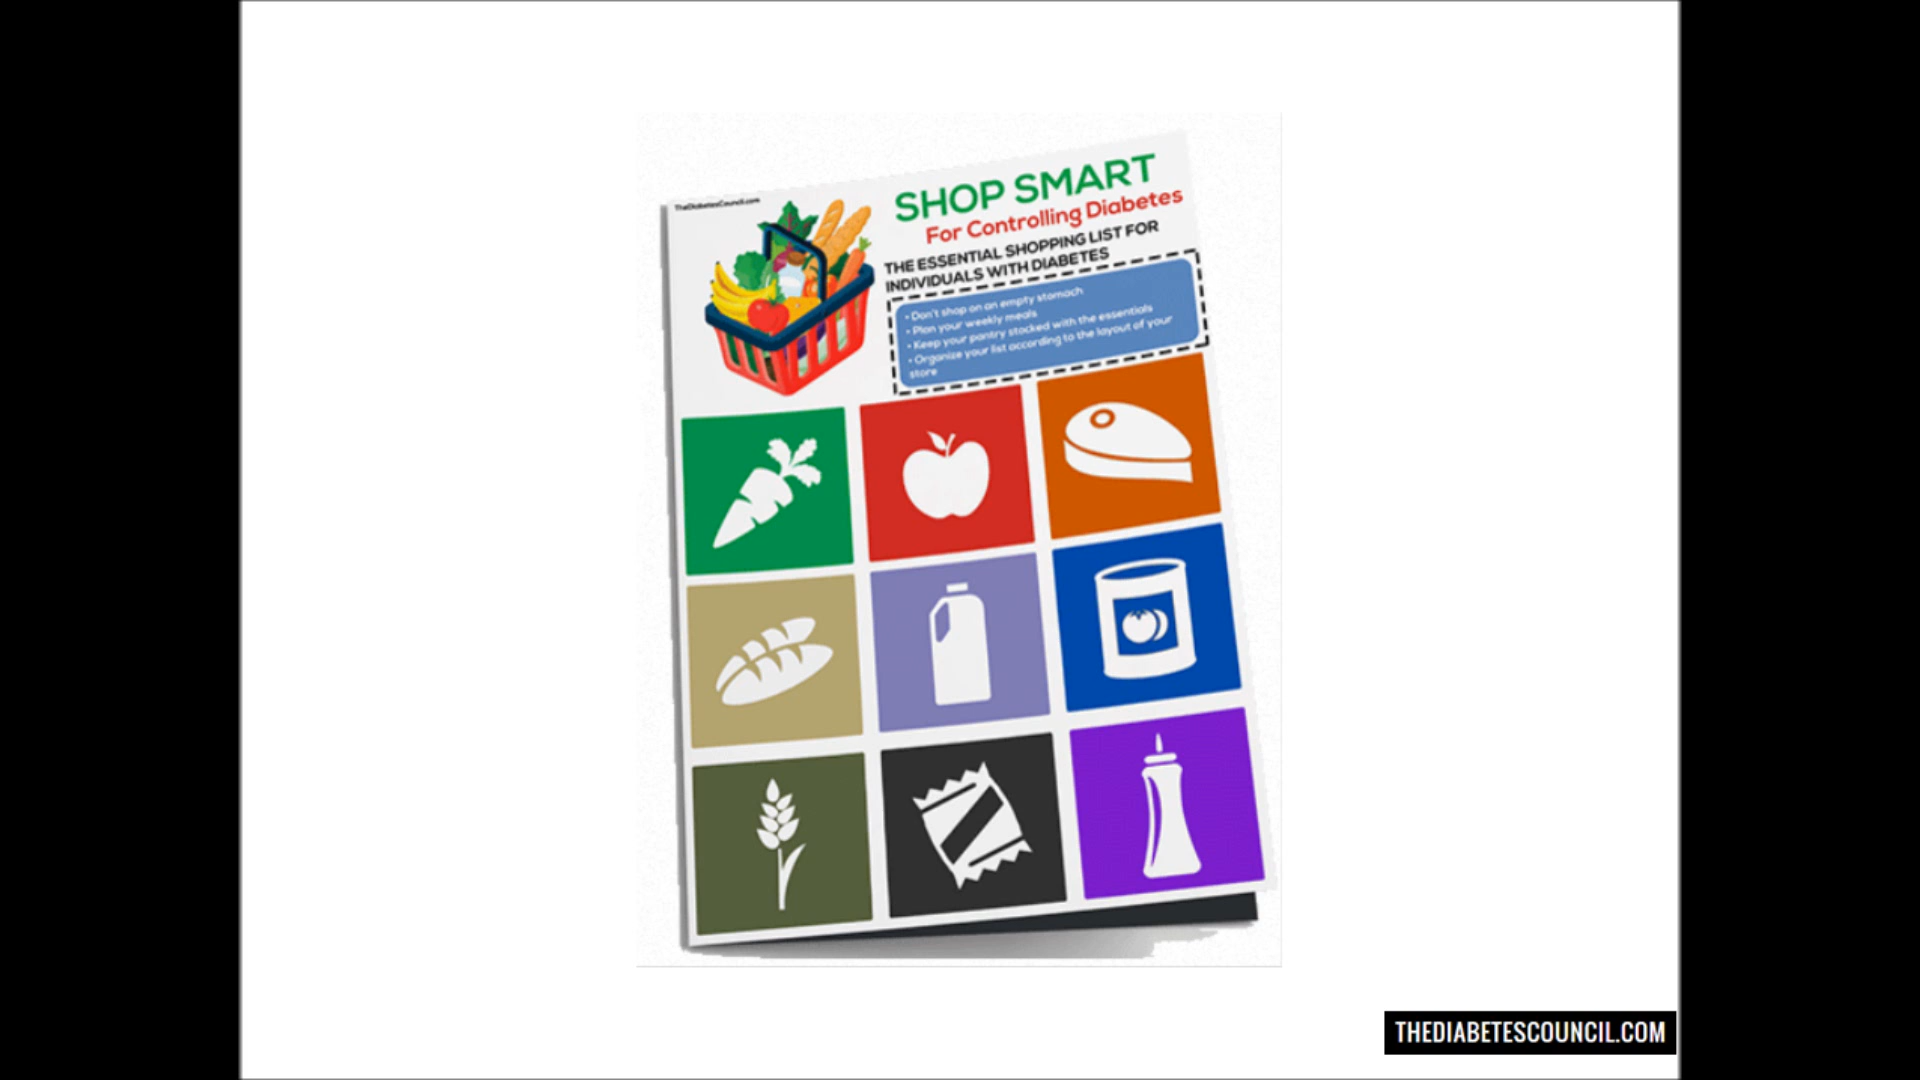 TheDiabetesCouncil.com
SHOP SMART
For Controlling Diabetes
THE ESSENTIAL SHOPPING LIST FOR
INDIVIDUALS WITH DIABETES
• Don't shop on an empty stomach
• Plan your weekly meals
• Keep your pantry stocked with the essentials
• Organise your list according to the layout of your
store
THEDIABETESCOUNCIL.COM